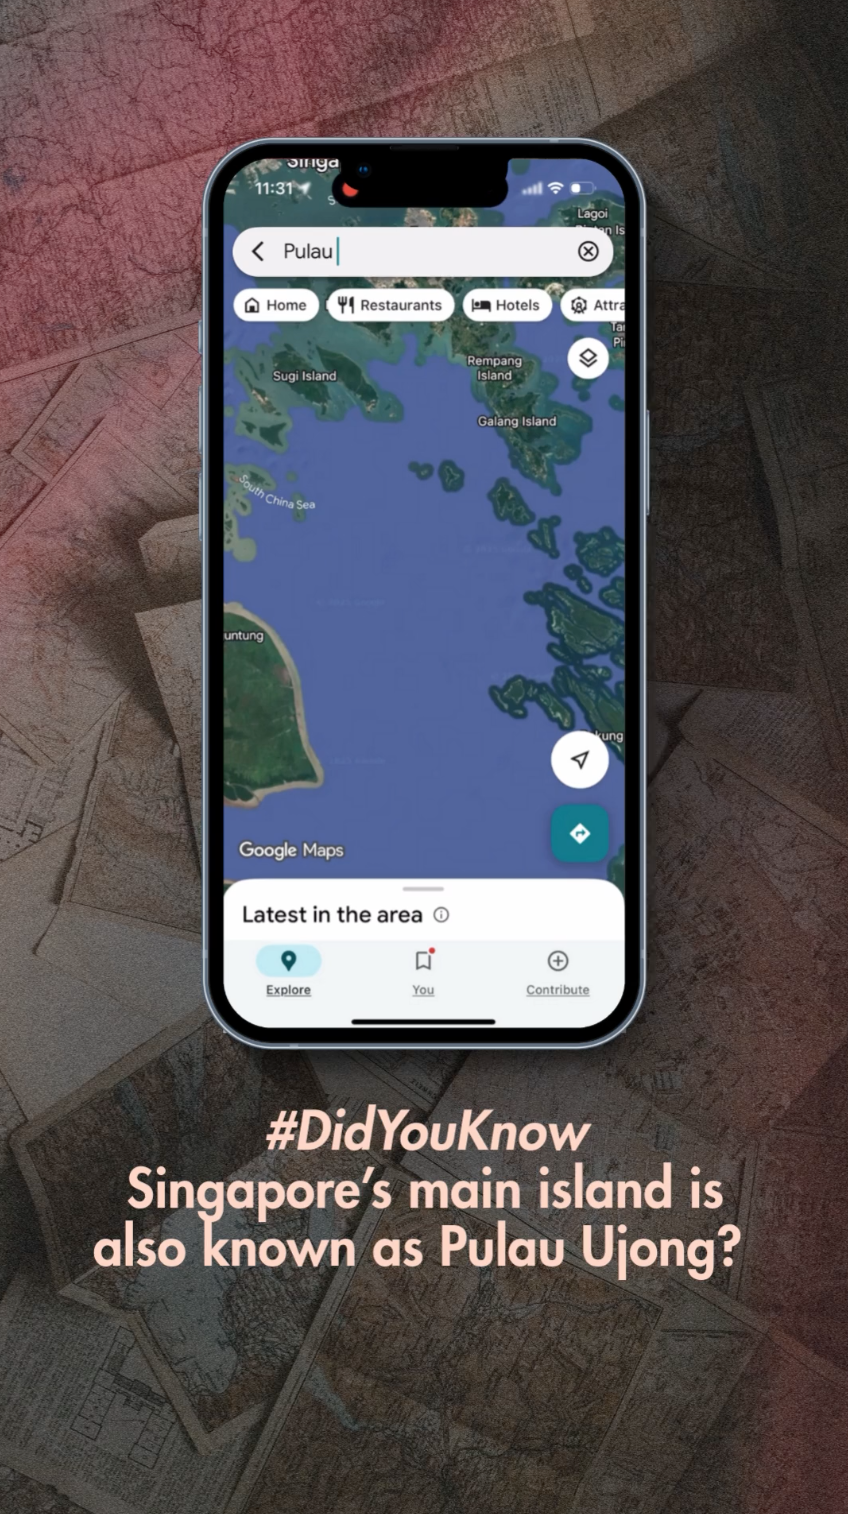 Singa
11:31
Lagoi
Pulau
Home
Restaurants
Hotels
Attra
Rempang
Island
Sugi Island
Galang Island
South China Sea
untung
kung
Google Maps
Latest in the area
Explore
You
Contribute
#DidYouKnow
Singapore's main island is
also known as Pulau Ujong?